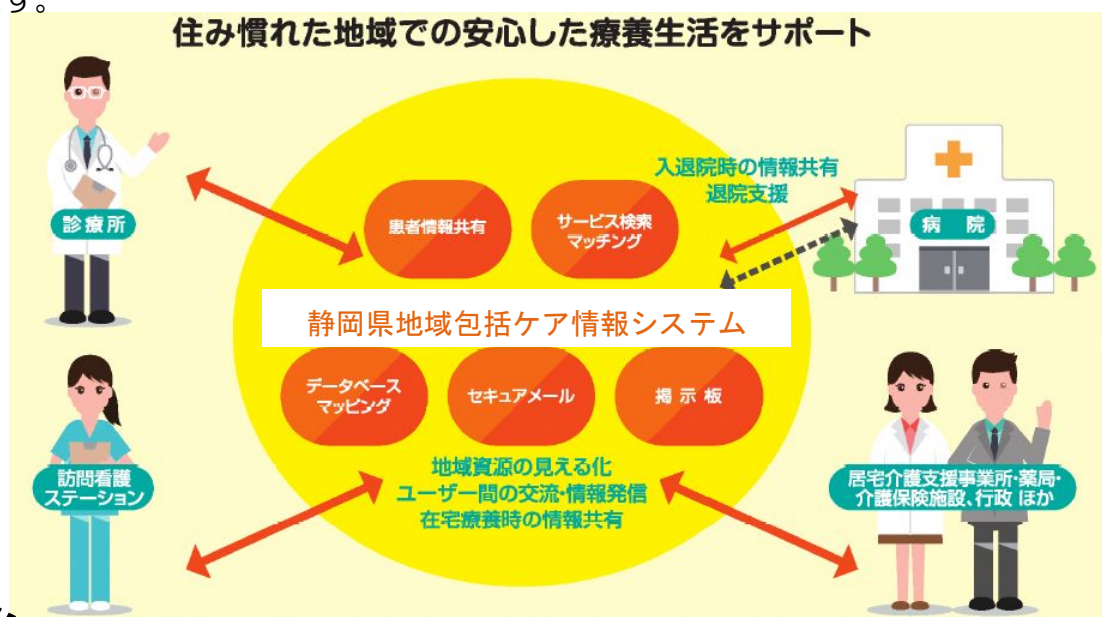 す。
住み慣れた地域での安心した療養生活をサポート
診療所
入退院時の情報共有
退院支援
病院
患者情報共有
サービス検索
マッチング
静岡県地域包括ケア情報システム
データベース
マッピング
セキュアメール
掲示板
地域資源の見える化
ユーザー間の交流・情報発信
在宅療養時の情報共有
訪問看護
ステーション
居宅介護支援事業所・薬局・
介護保険施設、行政 ほか